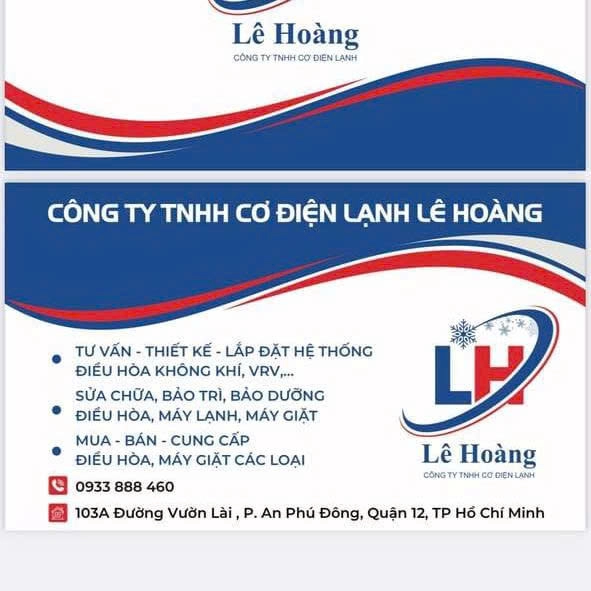 Lê Hoàng
CÔNG TY TNHH CƠ ĐIỆN LẠNH
CÔNG TY TNHH CƠ ĐIỆN LẠNH LÊ HOÀNG
TƯ VẤN - THIẾT KẾ - LẮP ĐẶT HỆ THỐNG
ĐIỀU HÒA KHÔNG KHÍ, VRV,...
SỬA CHỮA, BẢO TRÌ, BẢO DƯỠNG
ĐIỀU HÒA, MÁY LẠNH, MÁY GIẶT
MUA - BÁN - CUNG CẤP
ĐIỀU HÒA, MÁY GIẶT CÁC LOẠI
LH
Lê Hoàng
CÔNG TY TNHH CƠ ĐIỆN LẠNH
0933 888 460
103A Đường Vườn Lài , P. An Phú Đông, Quận 12, TP Hồ Chí Minh